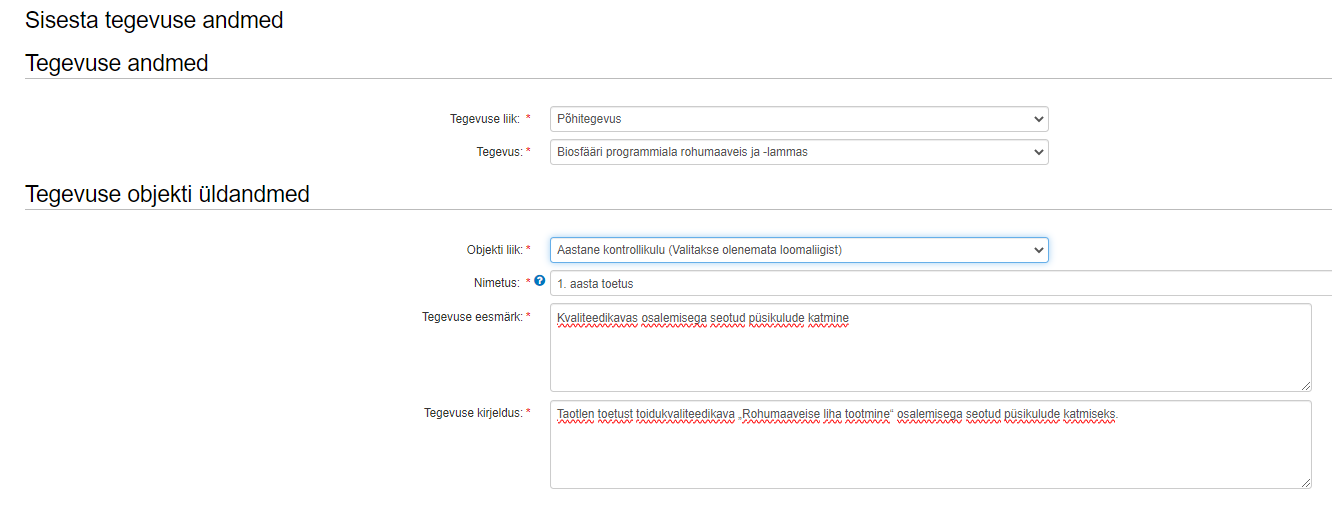 Sisesta tegevuse andmed
Tegevuse andmed
Tegevuse liik: * Põhitegevus
Tegevus: * Biosfääri programmiala rohumaaveis ja -lammas
Tegevuse objekti üldandmed
Objekti liik: * Aastane kontrollikulu (Valitakse olenemata loomaliigist)
Nimetus: * ? 1. aasta toetus
Tegevuse eesmärk: * Kvaliteedikavas osalemisega seotud püsikulude katmine
Tegevuse kirjeldus: * Taotlen toetust toidukvaliteedikava „Rohumaaveise liha tootmine“ osalemisega seotud püsikulude katmiseks.